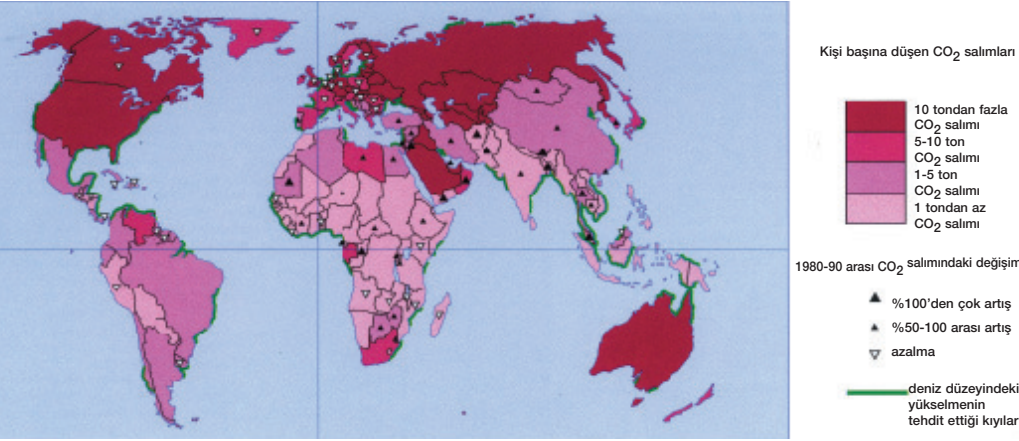 Kişi başına düşen CO2 salımları
10 tondan fazla
CO2 salımı
5-10 ton
CO2 salımı
1-5 ton
CO2 salımı
1 tondan az
CO2 salımı
1980-90 arası CO2 salımındaki değişim
%100'den çok artış
%50-100 arası artış
azalma
deniz düzeyindeki
yükselmenin
tehdit ettiği kıyılar